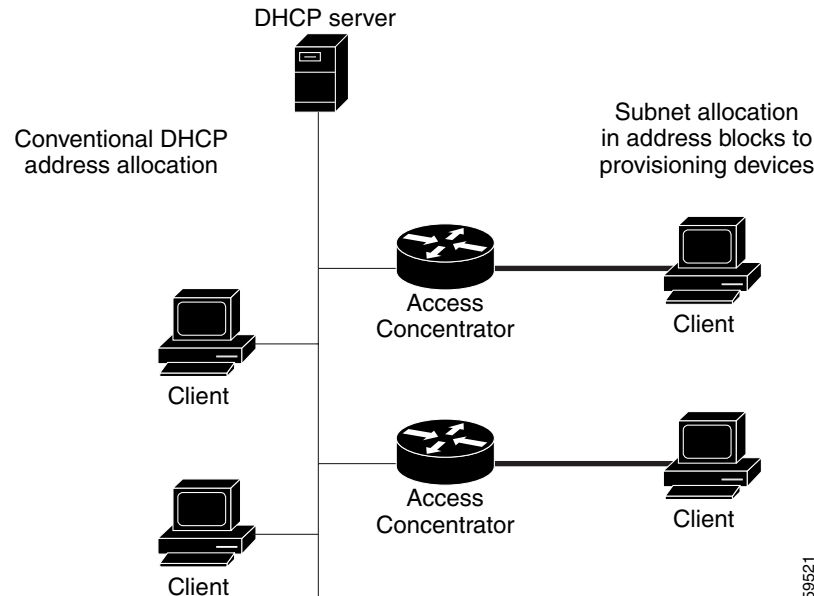 DHCP server
Conventional DHCP
address allocation
Subnet allocation
in address blocks to
provisioning devices
Access
Concentrator
Client
Client
Access
Concentrator
Client
Client
59521